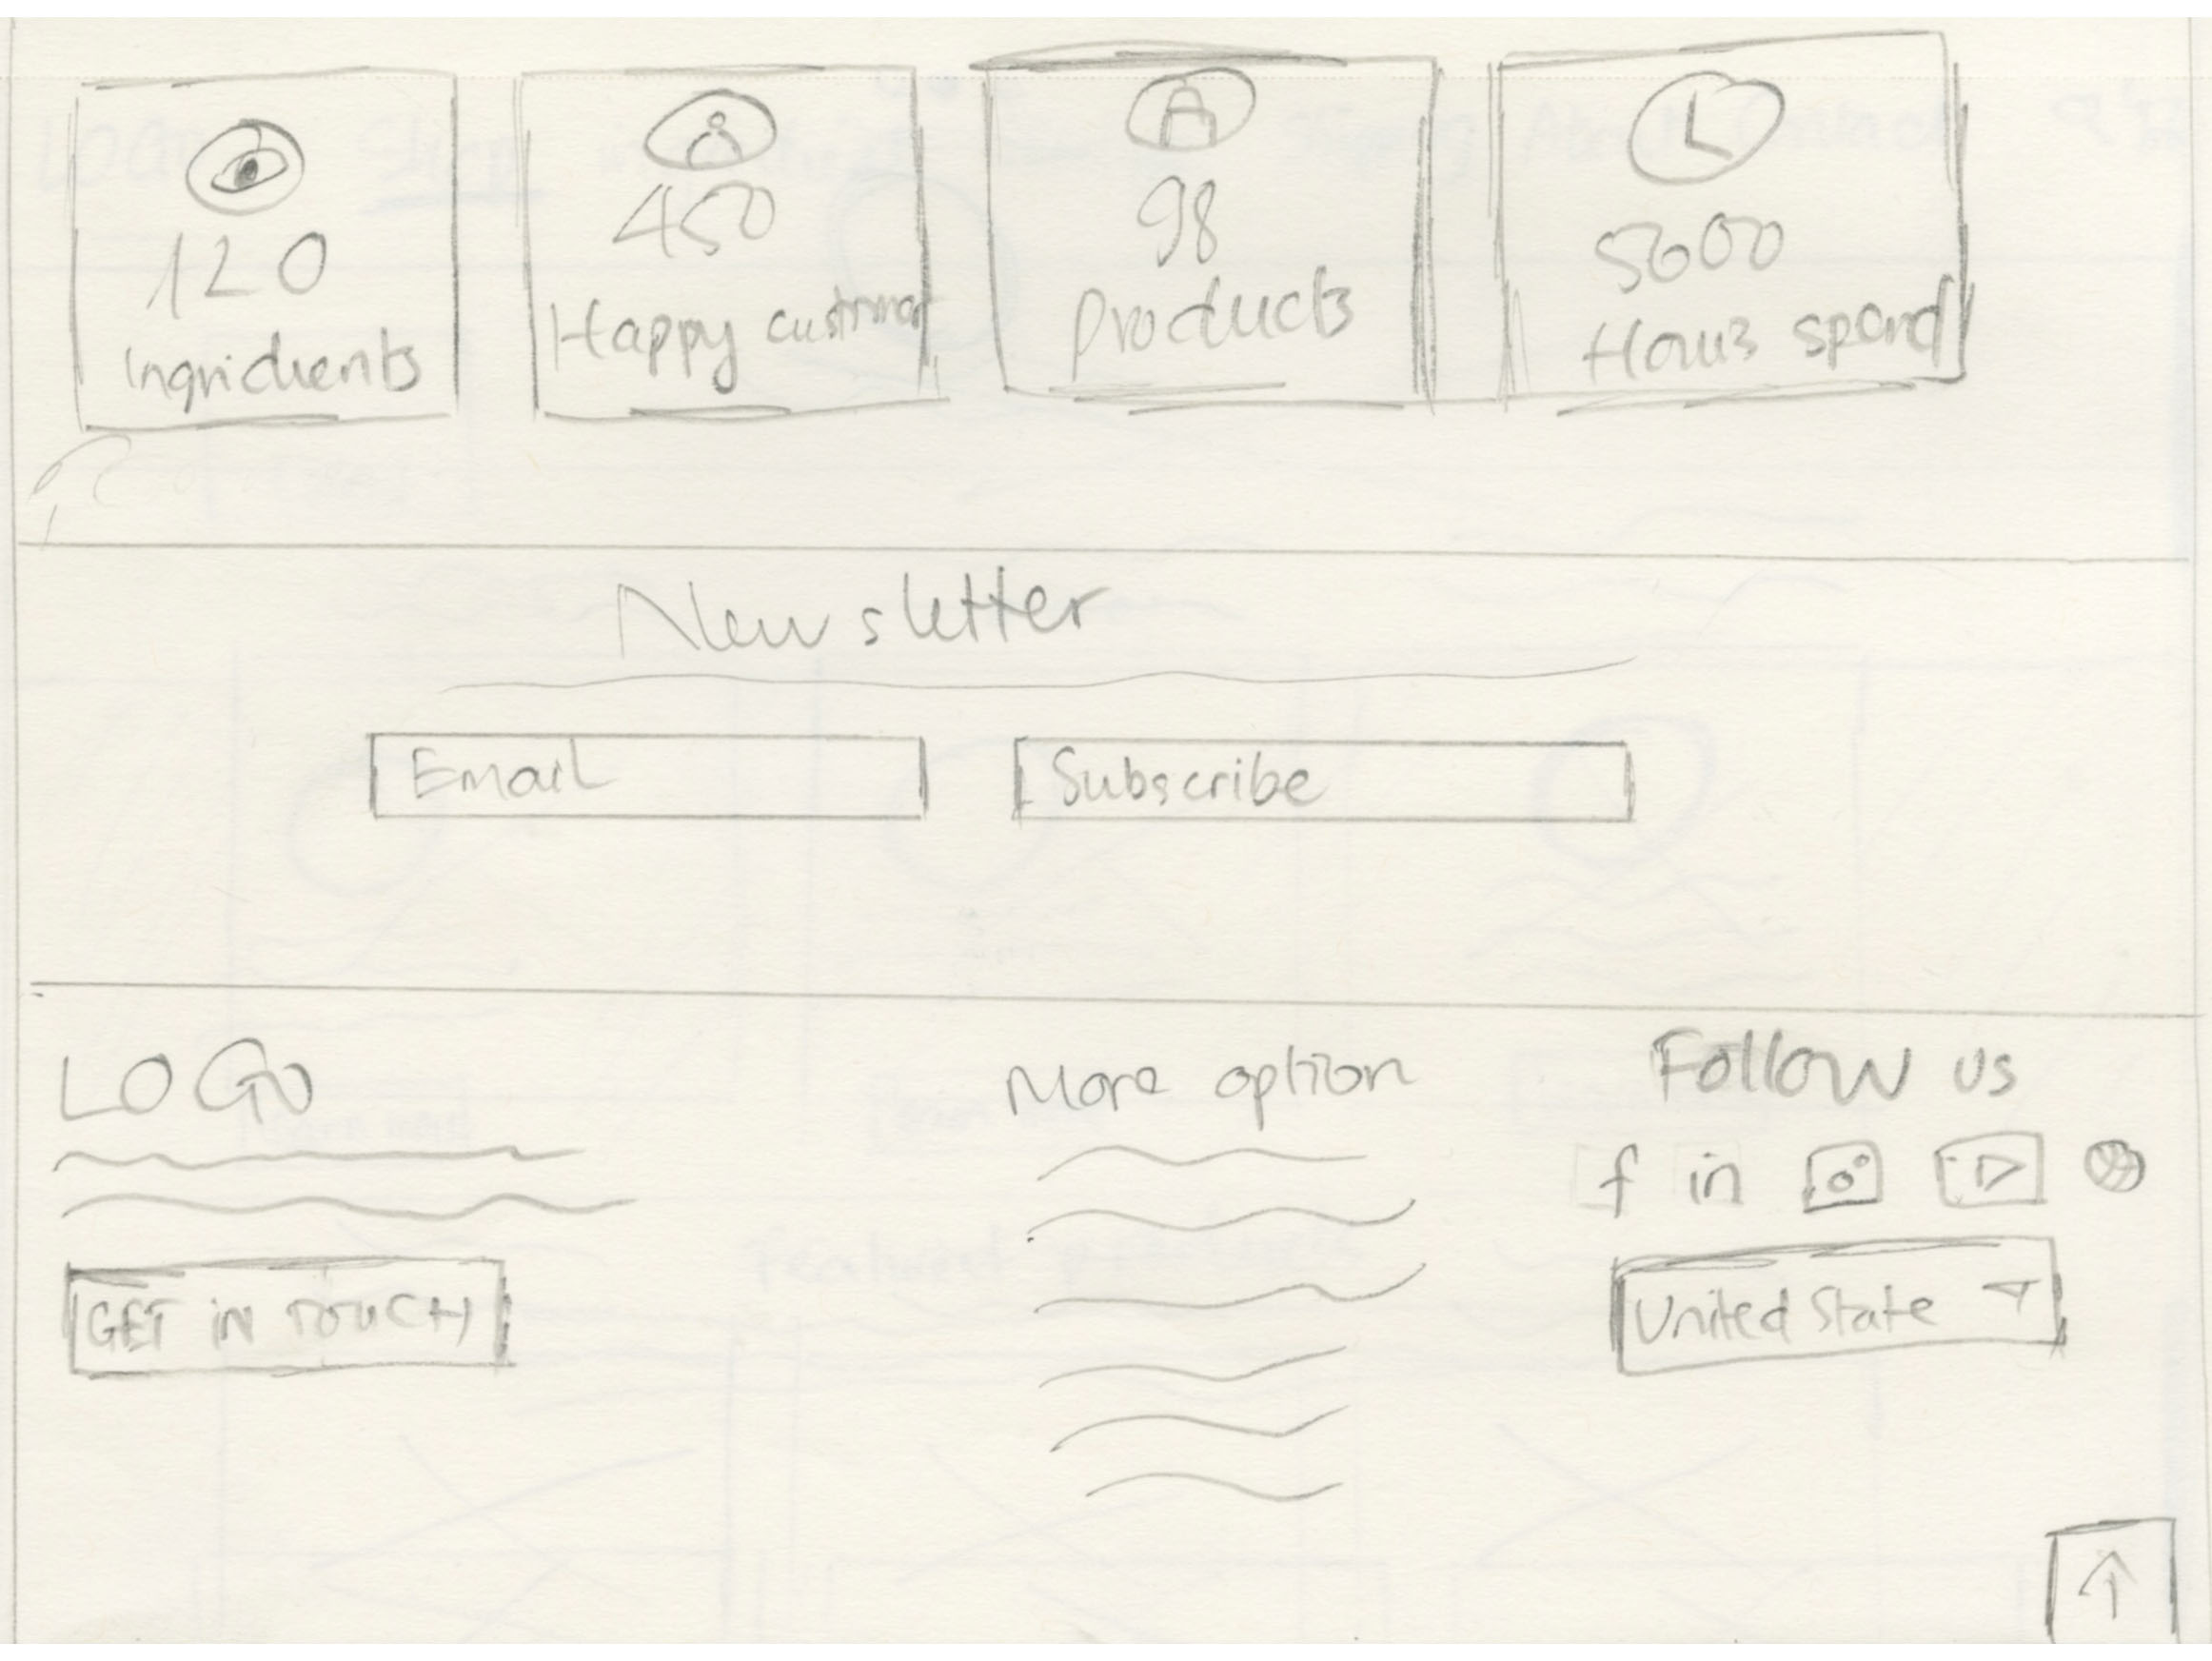 120
Ingridients
450
Happy customer
98
Products
5000
Hours spend
Newsletter
Email
Subscribe
LOGO
GET IN TOUCH
More option
Follow us
f in
United State